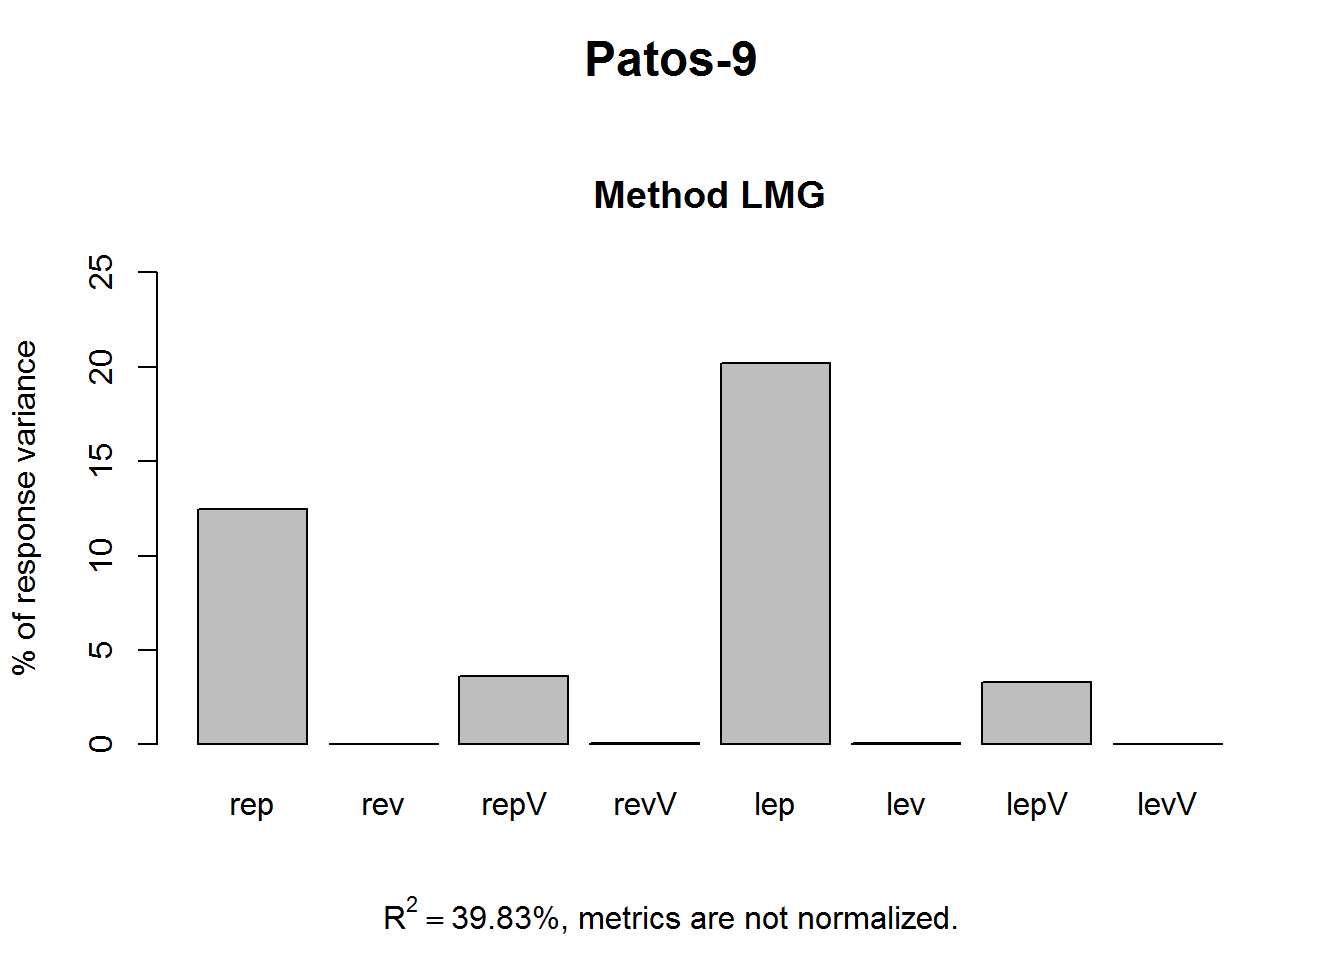 Patos-9
Method LMG
% of response variance
25
20
15
10
5
0
rep rev repV revV lep lev lepV levV
R² = 39.83%, metrics are not normalized.